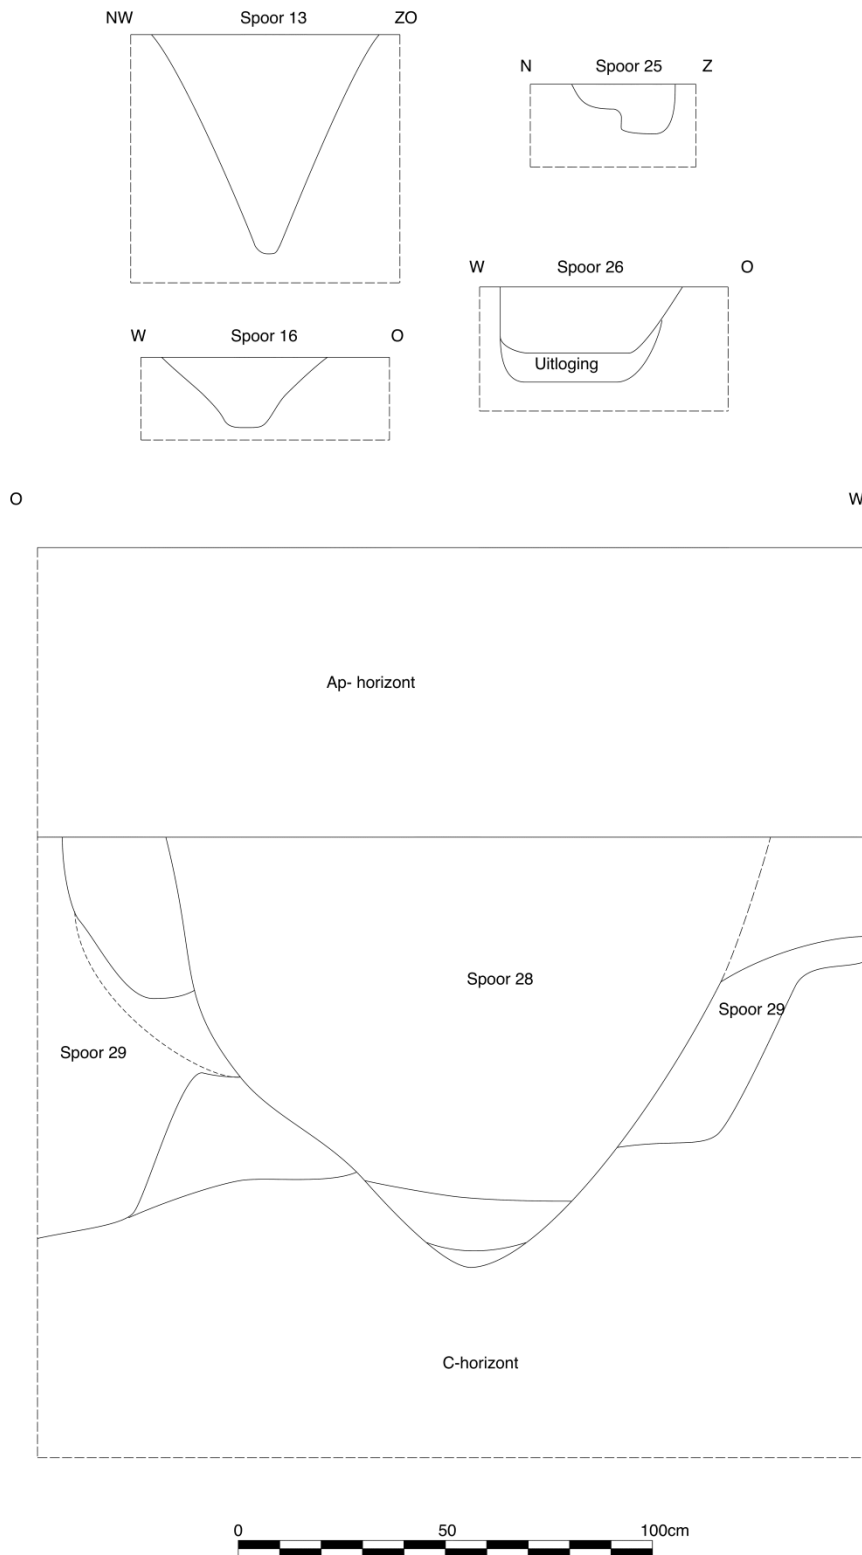 NW Spoor 13 ZO
N Spoor 25 Z
W Spoor 26 O
Uitloging
W Spoor 16 O
O W
Ap- horizont
Spoor 28
Spoor 29
Spoor 29
C-horizont
0 50 100cm